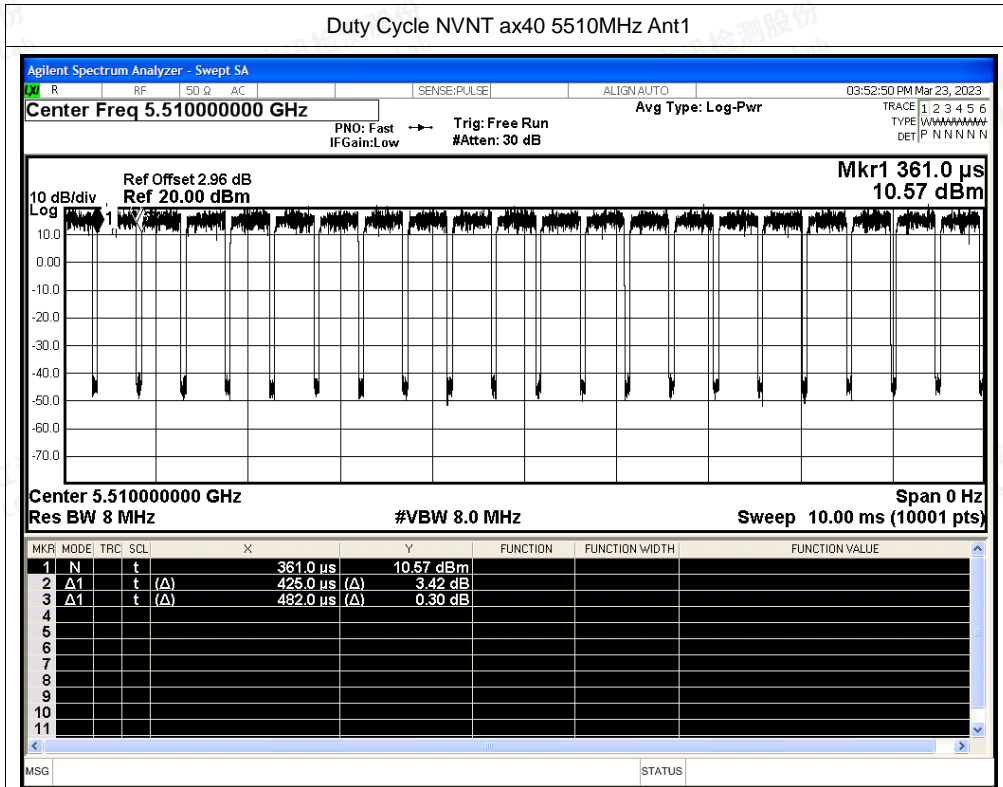 Duty Cycle NVNT ax40 5510MHz Ant1
Agilent Spectrum Analyzer - Swept SA
LXI R RF 50 Ω AC SENSE:PULSE ALIGN AUTO 03:52:50 PM Mar 23, 2023
Center Freq 5.510000000 GHz
PNO: Fast
IFGain:Low
Trig: Free Run
#Atten: 30 dB
Avg Type: Log-Pwr
TRACE 1 2 3 4 5 6
TYPE WWWWWW
DET P N N N N N
Mkr1 361.0 µs
10.57 dBm
Ref Offset 2.96 dB
10 dB/div Ref 20.00 dBm
Log
1
10.0
0.00
-10.0
-20.0
-30.0
-40.0
-50.0
-60.0
-70.0
Center 5.510000000 GHz Span 0 Hz
Res BW 8 MHz #VBW 8.0 MHz Sweep 10.00 ms (10001 pts)
MKR MODE TRC SCL X Y FUNCTION FUNCTION WIDTH FUNCTION VALUE
1 N t 361.0 µs 10.57 dBm
2 Δ1 t (Δ) 425.0 µs (Δ) 3.42 dB
3 Δ1 t (Δ) 482.0 µs (Δ) 0.30 dB
4
5
6
7
8
9
10
11
MSG STATUS